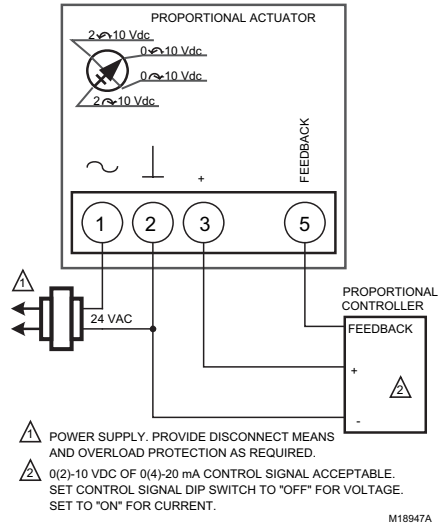 PROPORTIONAL ACTUATOR
2↶10 Vdc
0↶10 Vdc
0↷10 Vdc
2↷10 Vdc
FEEDBACK
+
1
2
3
5
1
24 VAC
PROPORTIONAL
CONTROLLER
FEEDBACK
+
2
-
1 POWER SUPPLY. PROVIDE DISCONNECT MEANS
AND OVERLOAD PROTECTION AS REQUIRED.
2 0(2)-10 VDC OF 0(4)-20 mA CONTROL SIGNAL ACCEPTABLE.
SET CONTROL SIGNAL DIP SWITCH TO "OFF" FOR VOLTAGE.
SET TO "ON" FOR CURRENT.
M18947A